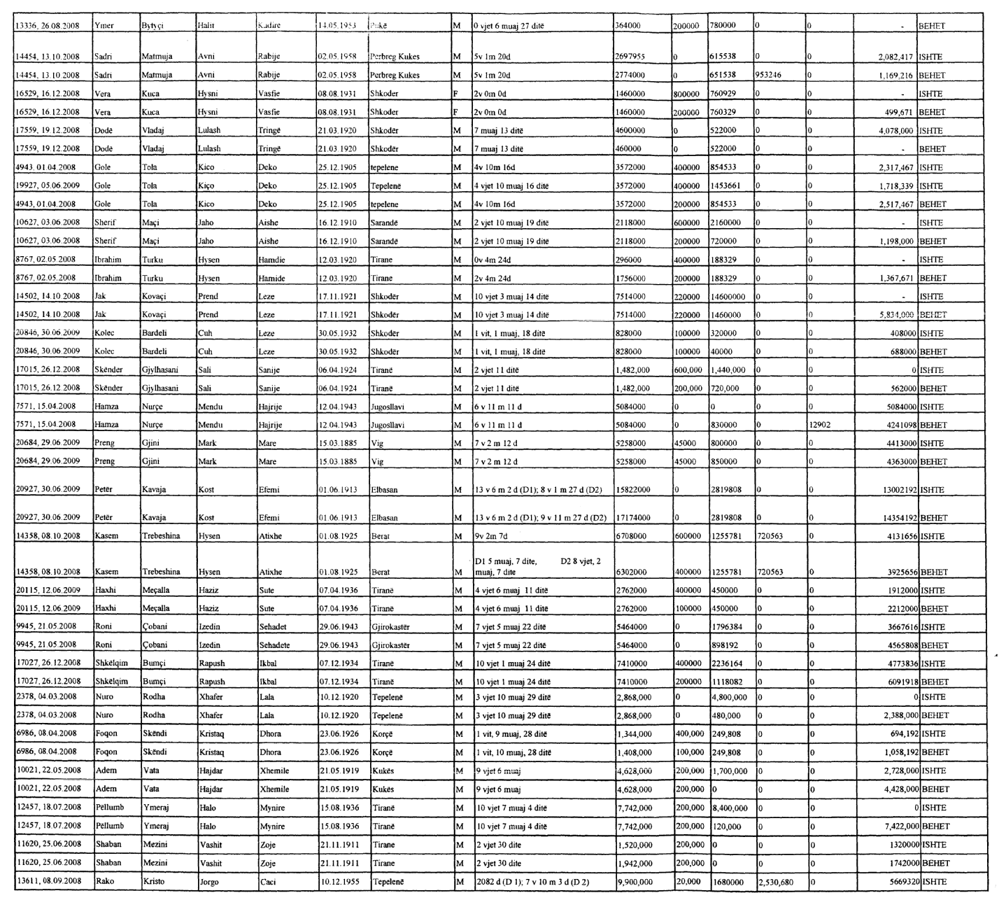 13336, 26.08.2008 Ymer Bytyçi Halit Kadire 14.05.1953 Pukë M 0 vjet 6 muaj 27 ditë 364000 200000 780000 0 0 - BEHET
14454, 13.10.2008 Sadri Matmuja Avni Rabije 02.05.1958 Perbreg Kukes M 5v 1m 20d 2697955 0 615538 0 0 2,082,417 ISHTE
14454, 13.10.2008 Sadri Matmuja Avni Rabije 02.05.1958 Perbreg Kukes M 5v 1m 20d 2774000 0 651538 953246 0 1,169,216 BEHET
16529, 16.12.2008 Vera Kuca Hysni Vasfie 08.08.1931 Shkoder F 2v 0m 0d 1460000 800000 760929 0 0 - ISHTE
16529, 16.12.2008 Vera Kuca Hysni Vasfie 08.08.1931 Shkoder F 2v 0m 0d 1460000 200000 760329 0 0 499,671 BEHET
17559, 19.12.2008 Dodë Vladaj Lulash Tringë 21.03.1920 Shkodër M 7 muaj 13 ditë 4600000 0 522000 0 0 4,078,000 ISHTE
17559, 19.12.2008 Dodë Vladaj Lulash Tringë 21.03.1920 Shkodër M 7 muaj 13 ditë 460000 0 522000 0 0 - BEHET
4943, 01.04.2008 Gole Tola Kico Deko 25.12.1905 tepelene M 4v 10m 16d 3572000 400000 854533 0 0 2,317,467 ISHTE
19927, 05.06.2009 Gole Tola Kiço Deko 25.12.1905 Tepelenë M 4 vjet 10 muaj 16 ditë 3572000 400000 1453661 0 0 1,718,339 ISHTE
4943, 01.04.2008 Gole Tola Kico Deko 25.12.1905 tepelene M 4v 10m 16d 3572000 200000 854533 0 0 2,517,467 BEHET
10627, 03.06.2008 Sherif Maçi Jaho Aishe 16.12.1910 Sarandë M 2 vjet 10 muaj 19 ditë 2118000 600000 2160000 0 0 - ISHTE
10627, 03.06.2008 Sherif Maçi Jaho Aishe 16.12.1910 Sarandë M 2 vjet 10 muaj 19 ditë 2118000 200000 720000 0 0 1,198,000 BEHET
8767, 02.05.2008 Ibrahim Turku Hysen Hamdie 12.03.1920 Tirane M 0v 4m 24d 296000 400000 188329 0 0 - ISHTE
8767, 02.05.2008 Ibrahim Turku Hysen Hamide 12.03.1920 Tirane M 2v 4m 24d 1756000 200000 188329 0 0 1,367,671 BEHET
14502, 14.10.2008 Jak Kovaçi Prend Leze 17.11.1921 Shkodër M 10 vjet 3 muaj 14 ditë 7514000 220000 14600000 0 0 - ISHTE
14502, 14.10.2008 Jak Kovaçi Prend Leze 17.11.1921 Shkodër M 10 vjet 3 muaj 14 ditë 7514000 220000 1460000 0 0 5,834,000 BEHET
20846, 30.06.2009 Kolec Bardeli Cuh Leze 30.05.1932 Shkodër M 1 vit, 1 muaj, 18 ditë 828000 100000 320000 0 0 408000 ISHTE
20846, 30.06.2009 Kolec Bardeli Cuh Leze 30.05.1932 Shkodër M 1 vit, 1 muaj, 18 ditë 828000 100000 40000 0 0 688000 BEHET
17015, 26.12.2008 Skënder Gjylhasani Sali Sanije 06.04.1924 Tiranë M 2 vjet 11 ditë 1,482,000 600,000 1,440,000 0 0 0 ISHTE
17015, 26.12.2008 Skënder Gjylhasani Sali Sanije 06.04.1924 Tiranë M 2 vjet 11 ditë 1,482,000 200,000 720,000 0 0 562000 BEHET
7571, 15.04.2008 Hamza Nurçe Mendu Hajrije 12.04.1943 Jugosllavi M 6 v 11 m 11 d 5084000 0 0 0 0 5084000 ISHTE
7571, 15.04.2008 Hamza Nurçe Mendu Hajrije 12.04.1943 Jugosllavi M 6 v 11 m 11 d 5084000 0 830000 0 12902 4241098 BEHET
20684, 29.06.2009 Preng Gjini Mark Mare 15.03.1885 Vig M 7 v 2 m 12 d 5258000 45000 800000 0 0 4413000 ISHTE
20684, 29.06.2009 Preng Gjini Mark Mare 15.03.1885 Vig M 7 v 2 m 12 d 5258000 45000 850000 0 0 4363000 BEHET
20927, 30.06.2009 Petër Kavaja Kost Efemi 01.06.1913 Elbasan M 13 v 6 m 2 d (D1); 8 v 1 m 27 d (D2) 15822000 0 2819808 0 0 13002192 ISHTE
20927, 30.06.2009 Petër Kavaja Kost Efemi 01.06.1913 Elbasan M 13 v 6 m 2 d (D1); 9 v 11 m 27 d (D2) 17174000 0 2819808 0 0 14354192 BEHET
14358, 08.10.2008 Kasem Trebeshina Hysen Atixhe 01.08.1925 Berat M 9v 2m 7d 6708000 600000 1255781 720563 0 4131656 ISHTE
D1 5 muaj, 7 dite, D2 8 vjet, 2
14358, 08.10.2008 Kasem Trebeshina Hysen Atixhe 01.08.1925 Berat M muaj, 7 dite 6302000 400000 1255781 720563 0 3925656 BEHET
20115, 12.06.2009 Haxhi Meçalla Haziz Sute 07.04.1936 Tiranë M 4 vjet 6 muaj 11 ditë 2762000 400000 450000 0 0 1912000 ISHTE
20115, 12.06.2009 Haxhi Meçalla Haziz Sute 07.04.1936 Tiranë M 4 vjet 6 muaj 11 ditë 2762000 100000 450000 0 0 2212000 BEHET
9945, 21.05.2008 Roni Çobani Izedin Sehadet 29.06.1943 Gjirokastër M 7 vjet 5 muaj 22 ditë 5464000 0 1796384 0 0 3667616 ISHTE
9945, 21.05.2008 Roni Çobani Izedin Sehadete 29.06.1943 Gjirokastër M 7 vjet 5 muaj 22 ditë 5464000 0 898192 0 0 4565808 BEHET
17027, 26.12.2008 Shkëlqim Bumçi Rapush Ikbal 07.12.1934 Tiranë M 10 vjet 1 muaj 24 ditë 7410000 400000 2236164 0 0 4773836 ISHTE
17027, 26.12.2008 Shkëlqim Bumçi Rapush Ikbal 07.12.1934 Tiranë M 10 vjet 1 muaj 24 ditë 7410000 200000 1118082 0 0 6091918 BEHET
2378, 04.03.2008 Nuro Rodha Xhafer Lala 10.12.1920 Tepelenë M 3 vjet 10 muaj 29 ditë 2,868,000 0 4,800,000 0 0 0 ISHTE
2378, 04.03.2008 Nuro Rodha Xhafer Lala 10.12.1920 Tepelenë M 3 vjet 10 muaj 29 ditë 2,868,000 0 480,000 0 0 2,388,000 BEHET
6986, 08.04.2008 Foqon Skëndi Kristaq Dhora 23.06.1926 Korçë M 1 vit, 9 muaj, 28 ditë 1,344,000 400,000 249,808 0 0 694,192 ISHTE
6986, 08.04.2008 Foqon Skëndi Kristaq Dhora 23.06.1926 Korçë M 1 vit, 10 muaj, 28 ditë 1,408,000 100,000 249,808 0 0 1,058,192 BEHET
10021, 22.05.2008 Adem Vata Hajdar Xhemile 21.05.1919 Kukës M 9 vjet 6 muaj 4,628,000 200,000 1,700,000 0 0 2,728,000 ISHTE
10021, 22.05.2008 Adem Vata Hajdar Xhemile 21.05.1919 Kukës M 9 vjet 6 muaj 4,628,000 200,000 0 0 0 4,428,000 BEHET
12457, 18.07.2008 Pëllumb Ymeraj Halo Mynire 15.08.1936 Tiranë M 10 vjet 7 muaj 4 ditë 7,742,000 200,000 8,400,000 0 0 0 ISHTE
12457, 18.07.2008 Pëllumb Ymeraj Halo Mynire 15.08.1936 Tiranë M 10 vjet 7 muaj 4 ditë 7,742,000 200,000 120,000 0 0 7,422,000 BEHET
11620, 25.06.2008 Shaban Mezini Vashit Zoje 21.11.1911 Tirane M 2 vjet 30 dite 1,520,000 200,000 0 0 0 1320000 ISHTE
11620, 25.06.2008 Shaban Mezini Vashit Zoje 21.11.1911 Tirane M 2 vjet 30 dite 1,942,000 200,000 0 0 0 1742000 BEHET
13611, 08.09.2008 Rako Kristo Jorgo Caci 10.12.1955 Tepelenë M 2082 d (D 1); 7 v 10 m 3 d (D 2) 9,900,000 20,000 1680000 2,530,680 0 5669320 ISHTE